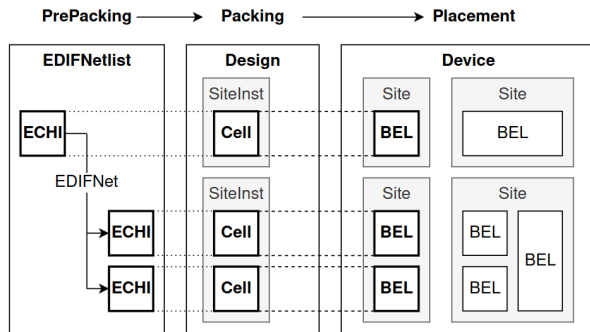 PrePacking Packing Placement
EDIFNetlist Design Device
SiteInst Site Site
ECHI Cell BEL BEL
EDIFNet
SiteInst Site Site
ECHI Cell BEL BEL
BEL
ECHI Cell BEL BEL